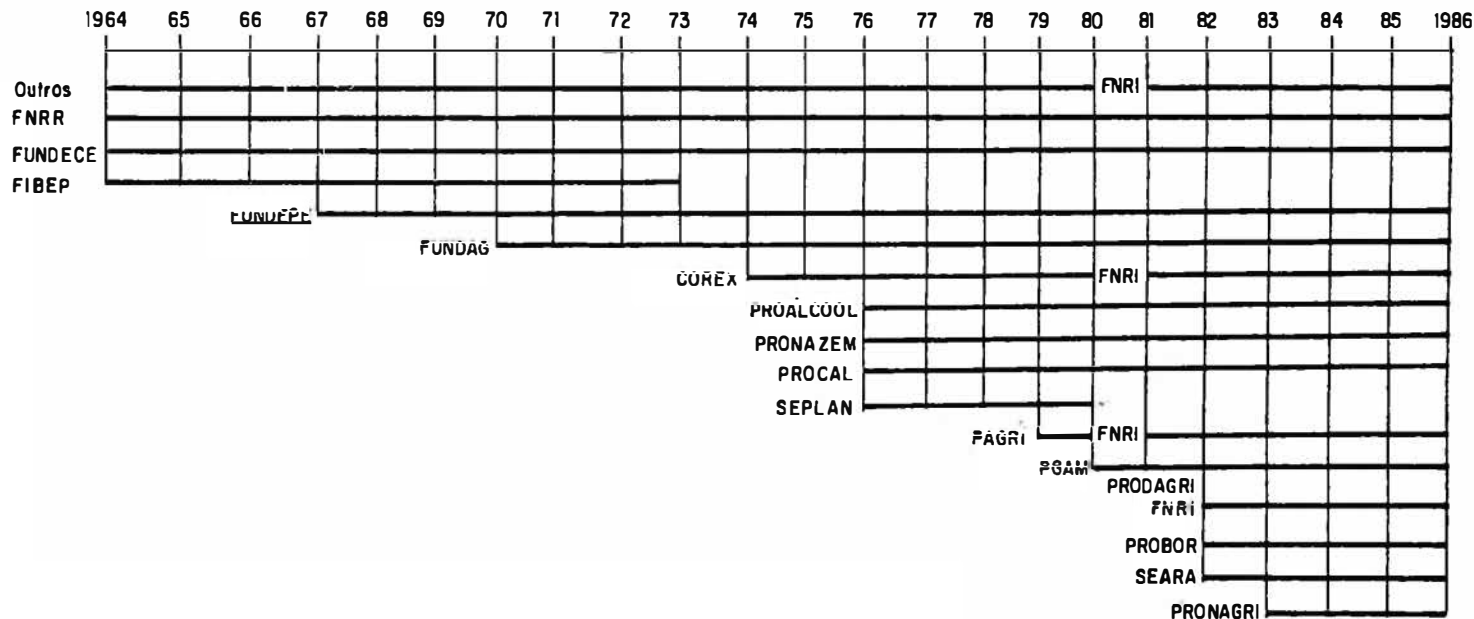 1964 65 66 67 68 69 70 71 72 73 74 75 76 77 78 79 80 81 82 83 84 85 1986
Outros FNRI
FNRR
FUNDECE
FIBEP
FUNDEPE
FUNDAG
COREX FNRI
PROALCOOL
PRONAZEM
PROCAL
SEPLAN
PAGRI FNRI
PGAM
PRODAGRI
FNRI
PROBOR
SEARA
PRONAGRI